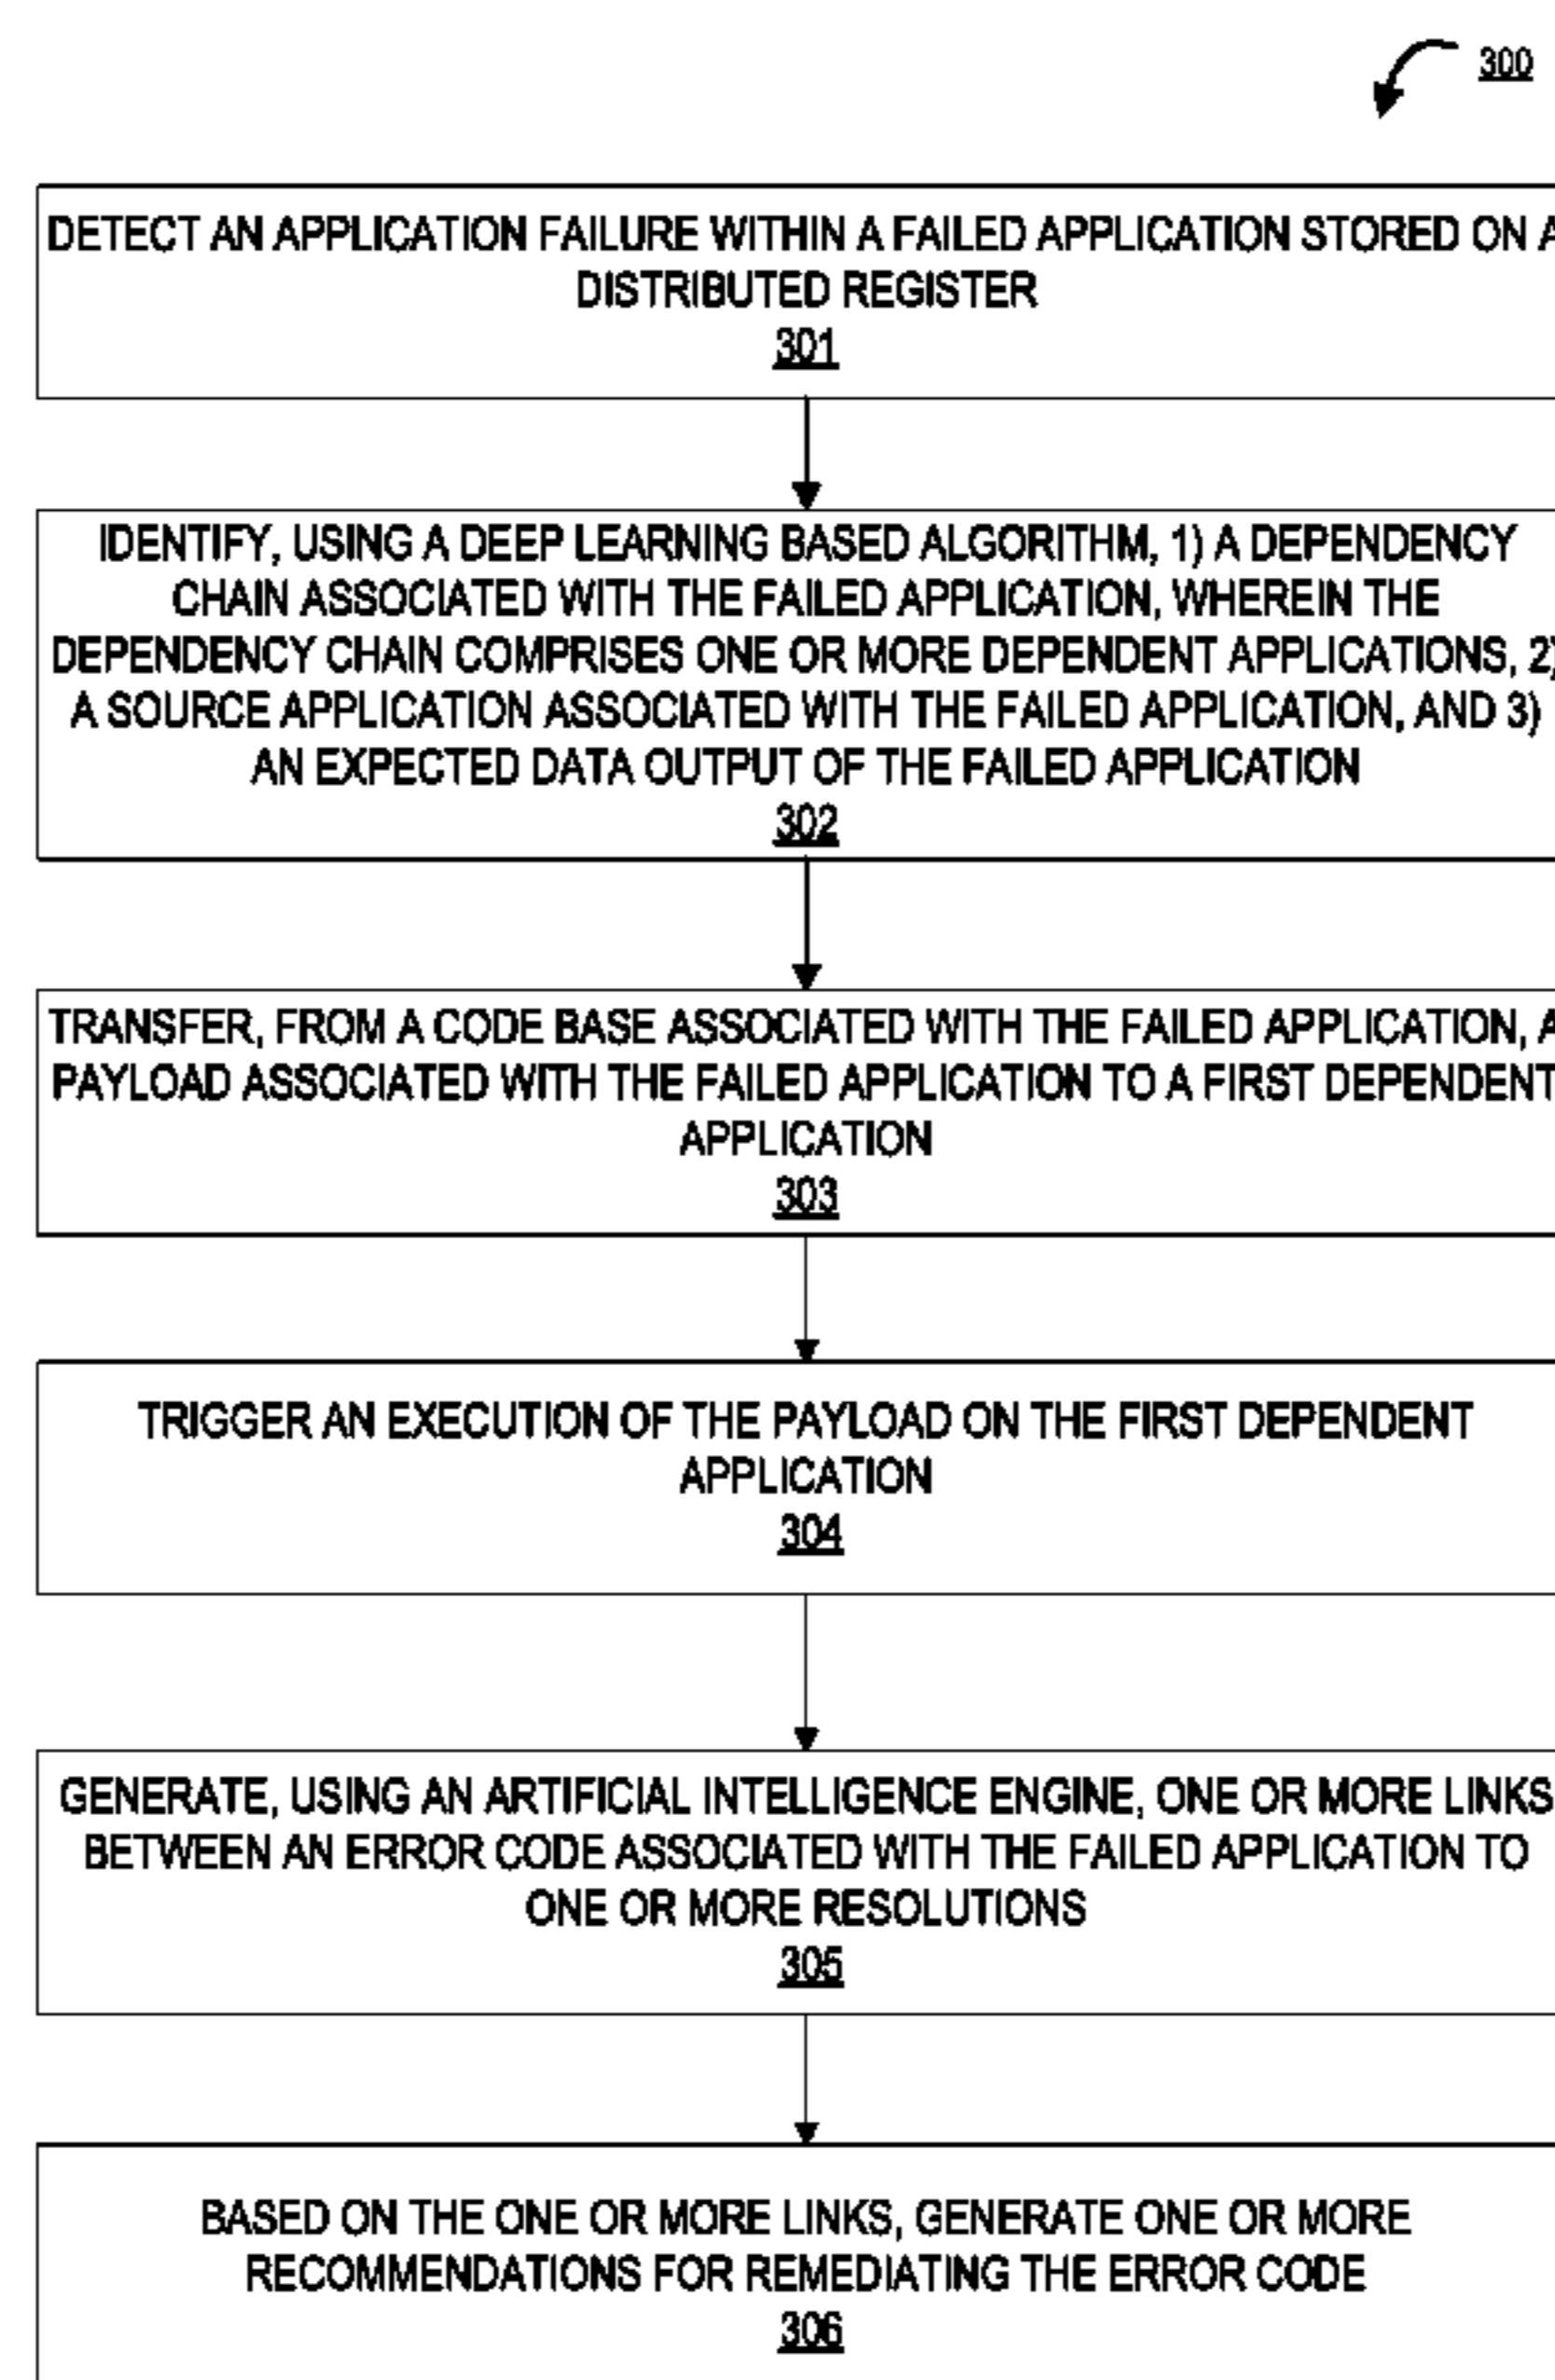 300
DETECT AN APPLICATION FAILURE WITHIN A FAILED APPLICATION STORED ON A
DISTRIBUTED REGISTER
301
IDENTIFY, USING A DEEP LEARNING BASED ALGORITHM, 1) A DEPENDENCY
CHAIN ASSOCIATED WITH THE FAILED APPLICATION, WHEREIN THE
DEPENDENCY CHAIN COMPRISES ONE OR MORE DEPENDENT APPLICATIONS, 2)
A SOURCE APPLICATION ASSOCIATED WITH THE FAILED APPLICATION, AND 3)
AN EXPECTED DATA OUTPUT OF THE FAILED APPLICATION
302
TRANSFER, FROM A CODE BASE ASSOCIATED WITH THE FAILED APPLICATION, A
PAYLOAD ASSOCIATED WITH THE FAILED APPLICATION TO A FIRST DEPENDENT
APPLICATION
303
TRIGGER AN EXECUTION OF THE PAYLOAD ON THE FIRST DEPENDENT
APPLICATION
304
GENERATE, USING AN ARTIFICIAL INTELLIGENCE ENGINE, ONE OR MORE LINKS
BETWEEN AN ERROR CODE ASSOCIATED WITH THE FAILED APPLICATION TO
ONE OR MORE RESOLUTIONS
305
BASED ON THE ONE OR MORE LINKS, GENERATE ONE OR MORE
RECOMMENDATIONS FOR REMEDIATING THE ERROR CODE
306